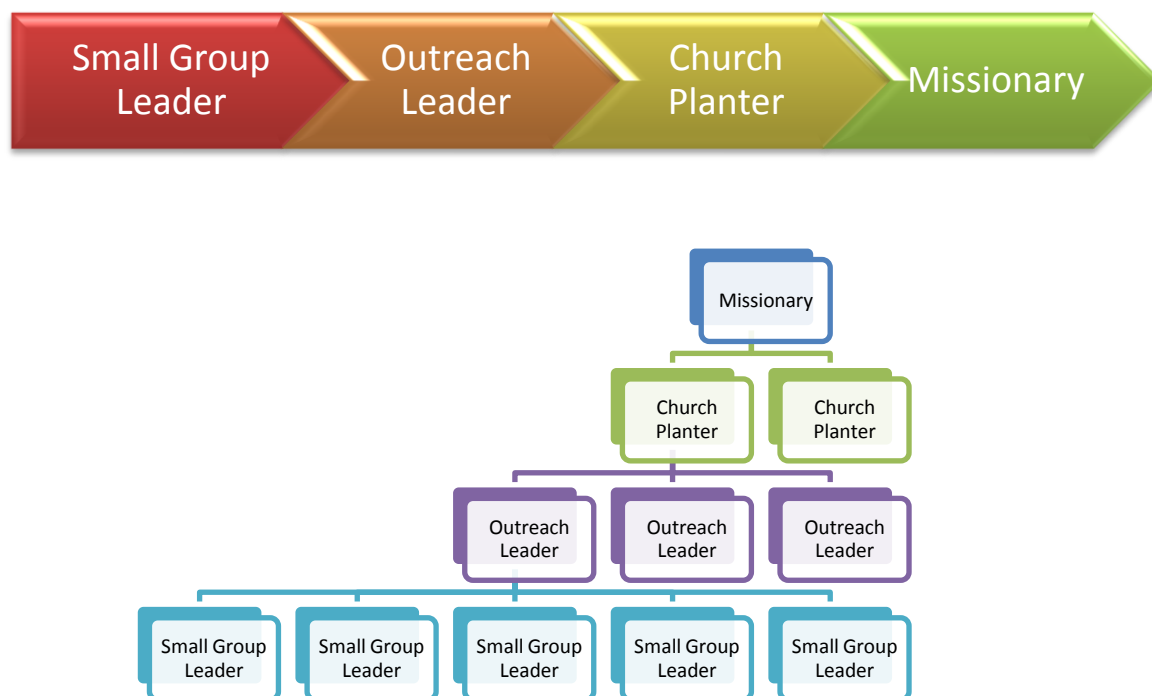 Small Group
Leader
Outreach
Leader
Church
Planter
Missionary
Missionary
Church
Planter
Church
Planter
Outreach
Leader
Outreach
Leader
Outreach
Leader
Small Group
Leader
Small Group
Leader
Small Group
Leader
Small Group
Leader
Small Group
Leader